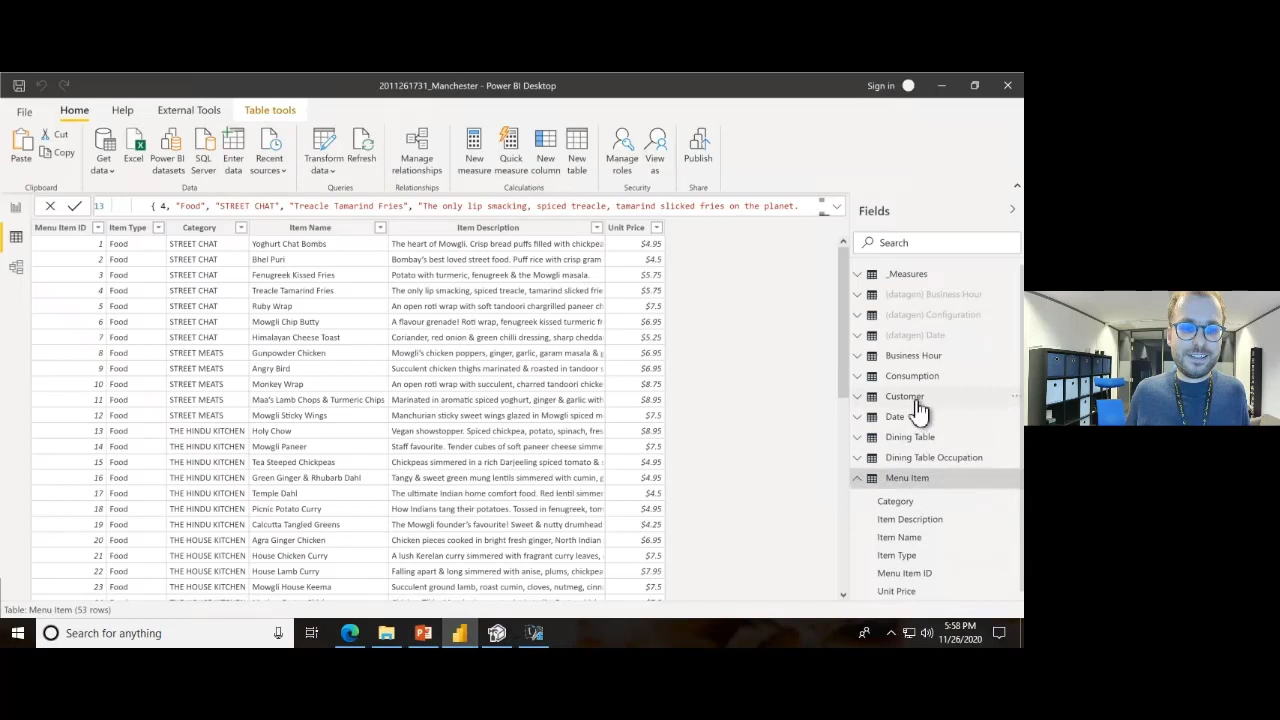 2011261731_Manchester - Power BI Desktop
Sign in
File
Home
Help
External Tools
Table tools
Paste
Cut
Copy
Get data
Excel
Power BI datasets
SQL Server
Enter data
Recent sources
Transform data
Refresh
Manage relationships
New measure
Quick measure
New column
New table
Manage roles
View as
Publish
Clipboard
Data
Queries
Relationships
Calculations
Security
Share
13 { 4, "Food", "STREET CHAT", "Treacle Tamarind Fries", "The only lip smacking, spiced treacle, tamarind slicked fries on the planet.
Menu Item ID Item Type Category Item Name Item Description Unit Price
1 Food STREET CHAT Yoghurt Chat Bombs The heart of Mowgli. Crisp bread puffs filled with chickpea $4.95
2 Food STREET CHAT Bhel Puri Bombay's best loved street food. Puff rice with crisp gram $4.5
3 Food STREET CHAT Fenugreek Kissed Fries Potato with turmeric, fenugreek & the Mowgli masala. $5.75
4 Food STREET CHAT Treacle Tamarind Fries The only lip smacking, spiced treacle, tamarind slicked frie $5.75
5 Food STREET CHAT Ruby Wrap An open roti wrap with soft tandoori chargrilled paneer ch $7.5
6 Food STREET CHAT Mowgli Chip Butty A flavour grenade! Roti wrap, fenugreek kissed turmeric fr $6.95
7 Food STREET CHAT Himalayan Cheese Toast Coriander, red onion & green chilli dressing, sharp chedda $5.25
8 Food STREET MEATS Gunpowder Chicken Mowgli's chicken poppers, ginger, garlic, garam masala & g $6.95
9 Food STREET MEATS Angry Bird Succulent chicken thighs marinated & roasted in tandoor s $6.95
10 Food STREET MEATS Monkey Wrap An open roti wrap with succulent, charred tandoori chicken $8.75
11 Food STREET MEATS Maa's Lamb Chops & Turmeric Chips Marinated in aromatic spiced yoghurt, ginger & garlic with $8.95
12 Food STREET MEATS Mowgli Sticky Wings Manchurian sticky sweet wings glazed in Mowgli spiced m $7.5
13 Food THE HINDU KITCHEN Holy Chow Vegan showstopper. Spiced chickpea, potato, spinach, fres $8.95
14 Food THE HINDU KITCHEN Mowgli Paneer Staff favourite. Tender cubes of soft paneer cheese simme $7.5
15 Food THE HINDU KITCHEN Tea Steeped Chickpeas Chickpeas simmered in a rich Darjeeling spiced tomato & s $4.95
16 Food THE HINDU KITCHEN Green Ginger & Rhubarb Dahl Tangy & sweet green mung lentils simmered with cumin, g $4.95
17 Food THE HINDU KITCHEN Temple Dahl The ultimate Indian home comfort food. Red lentil simmer $4.5
18 Food THE HINDU KITCHEN Picnic Potato Curry How Indians tang their potatoes. Tossed in fenugreek, tom $4.95
19 Food THE HINDU KITCHEN Calcutta Tangled Greens The Mowgli founder's favourite! Sweet & nutty drumhead $4.25
20 Food THE HOUSE KITCHEN Agra Ginger Chicken Chicken pieces cooked in bright fresh ginger, North Indian $6.95
21 Food THE HOUSE KITCHEN House Chicken Curry A lush Kerelan curry simmered with fragrant curry leaves, $7.5
22 Food THE HOUSE KITCHEN House Lamb Curry Falling apart & long simmered with anise, plums, chickpea $7.95
23 Food THE HOUSE KITCHEN Mowgli House Keema Succulent ground lamb, roast cumin, cloves, nutmeg, cinn $7.5
Table: Menu Item (53 rows)
Fields
Search
_Measures
(datagen) Business Hour
(datagen) Configuration
(datagen) Date
Business Hour
Consumption
Customer
Date
Dining Table
Dining Table Occupation
Menu Item
Category
Item Description
Item Name
Item Type
Menu Item ID
Unit Price
Search for anything
5:58 PM
11/26/2020